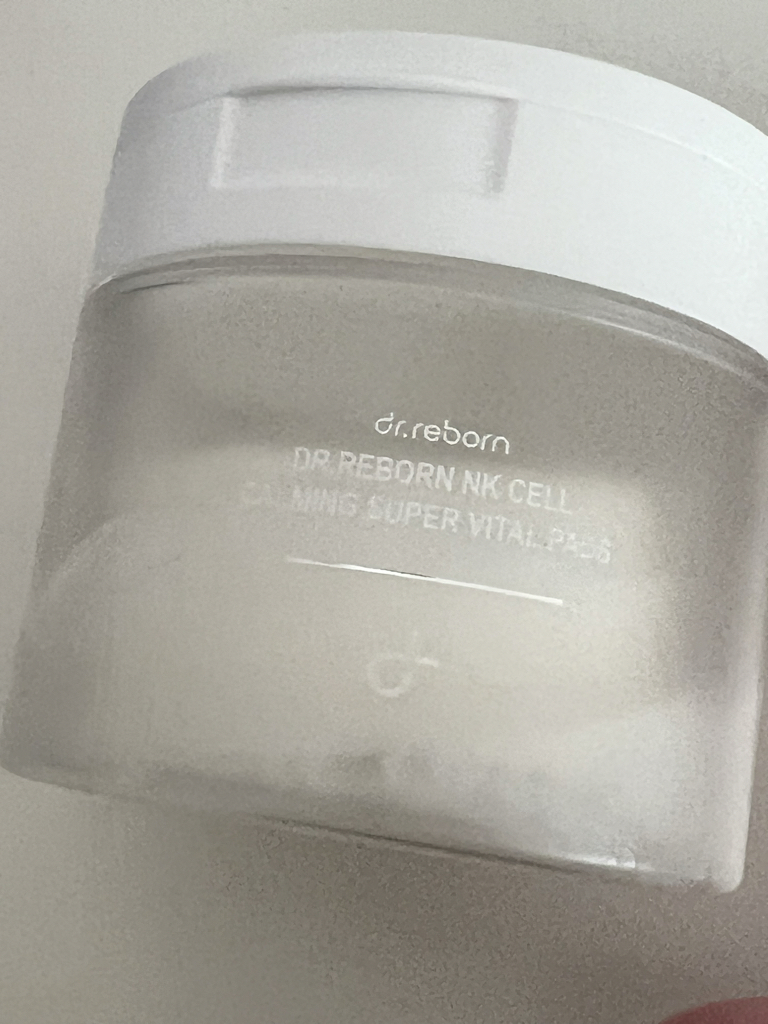 dr.reborn
DR.REBORN NK CELL
CALMING SUPER VITAL PASS